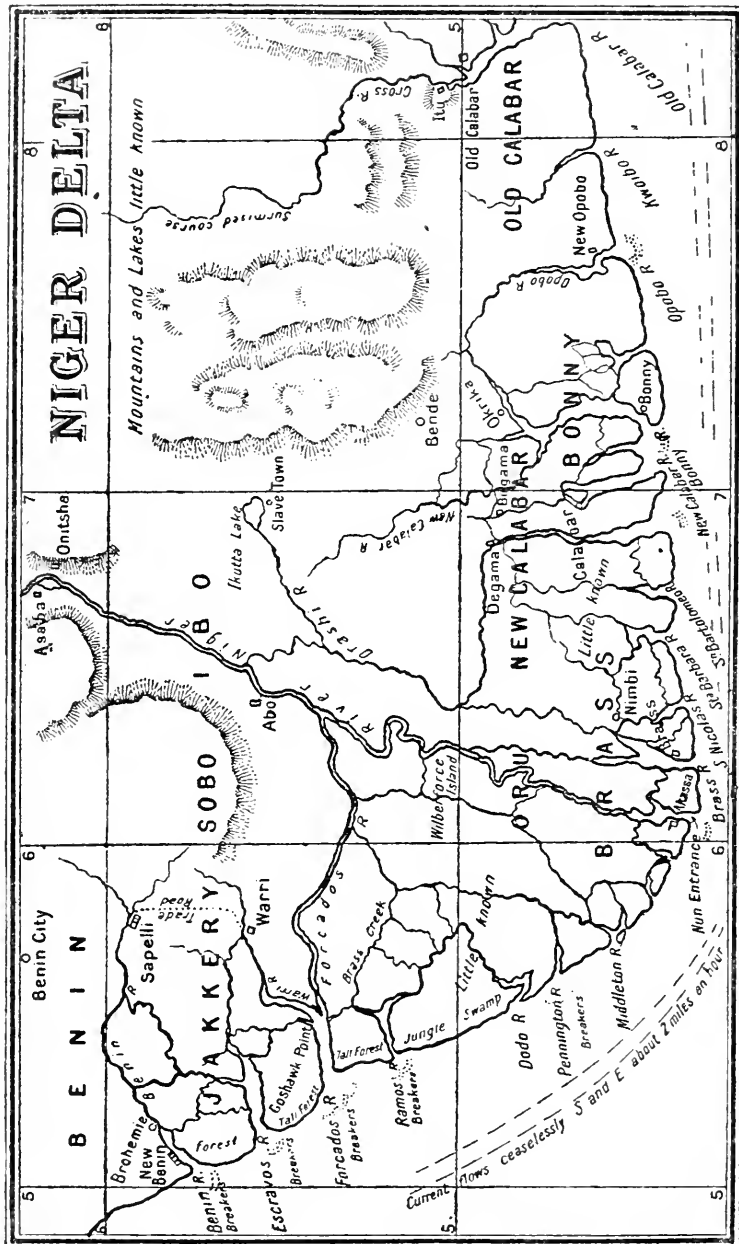 NIGER DELTA
5
6
7
8
Benin City
BENIN
Asaba
Onitsha
Mountains and Lakes little known
6
6
Brohemie
New Benin
Benin R
Sapelli
Trade Road
SOBO
IBO
Surmised course
Cross R.
Benin R.
Breakers
Forest
JAKKERY
Warri
Warri R
Abo
River Niger
Ikutta Lake
Slave Town
Orashi R
New Calabar R
Bende
Itu
Escravos R
Breakers
Goshawk Point
Tall Forest
Forcados R
Forcados R
Breakers
Tall Forest
Brass Creek
Wilberforce Island
Ramos R
Breakers
Jungle Swamp
Little known
5
5
Old Calabar
OLD CALABAR
Degama
Begama
Okrika
Opobo R
New Opobo
ORU
NEW CALABAR
Calabar
BONNY
Bonny
Dodo R
Pennington R
Breakers
Middleton R
BRASS
Little known
Nimbi
Brass
Akassa
Nun Entrance
Brass R
S Nicolas R
Sta Barbara R
Sn Bartolomeo R
New Calabar R.
Bonny R.
Opobo R
Kwoibo R
Old Calabar R
Current flows ceaselessly S and E about 2 miles an hour
5
6
7
8